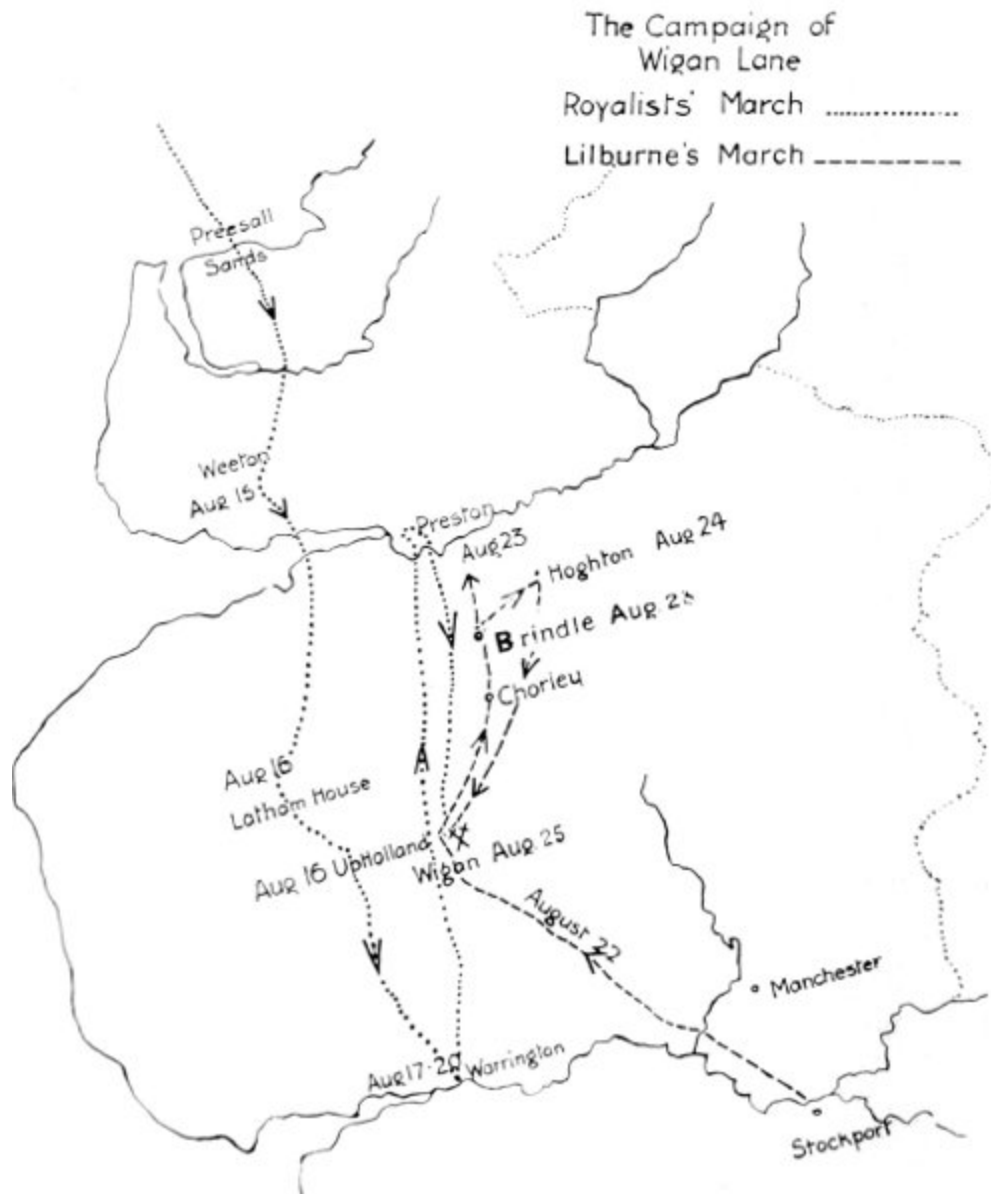 The Campaign of
Wigan Lane
Royalists' March
Lilburne's March
Preesall
Sands
Weeton
Aug 15
Preston
Aug 23
Hoghton Aug 24
Brindle Aug. 23
Chorley
Aug 16
Latham House
Aug 16 UpHolland
Wigan Aug. 25
August 22
Manchester
Aug 17-20
Warrington
Stockport